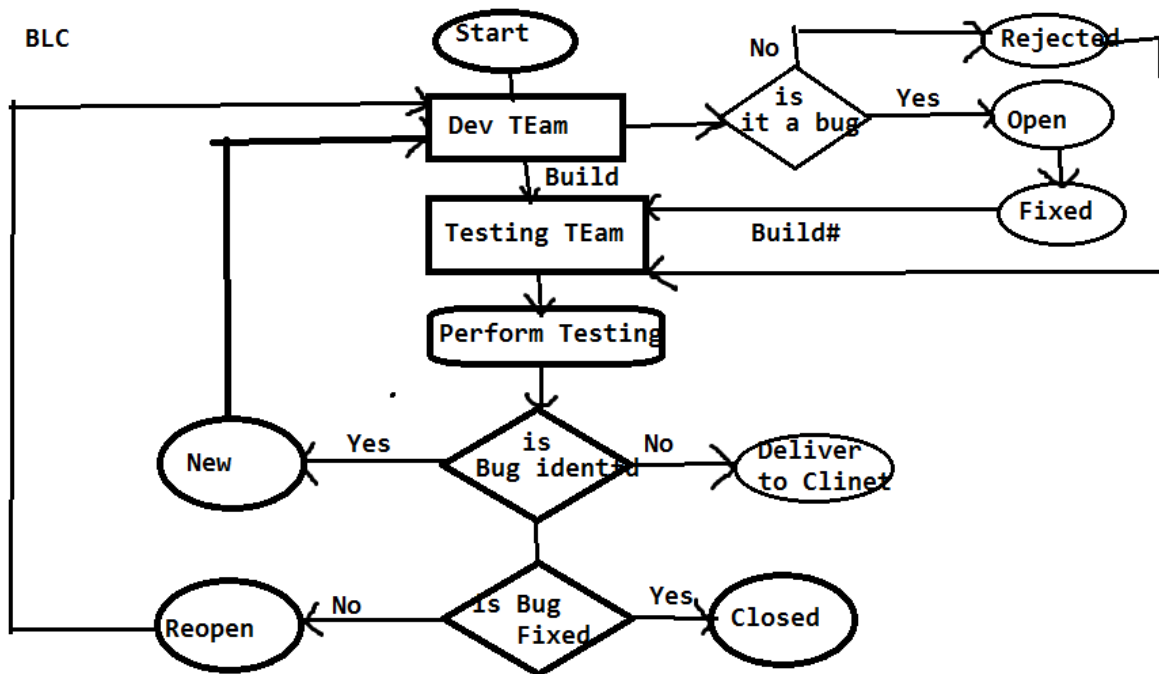 BLC
Start
No
Rejected
is
it a bug
Yes
Open
Dev TEam
Build
Testing TEam
Fixed
Build#
Perform Testing
is
Bug identfd
Yes
No
New
Deliver
to Clinet
is Bug
Fixed
No
Yes
Reopen
Closed